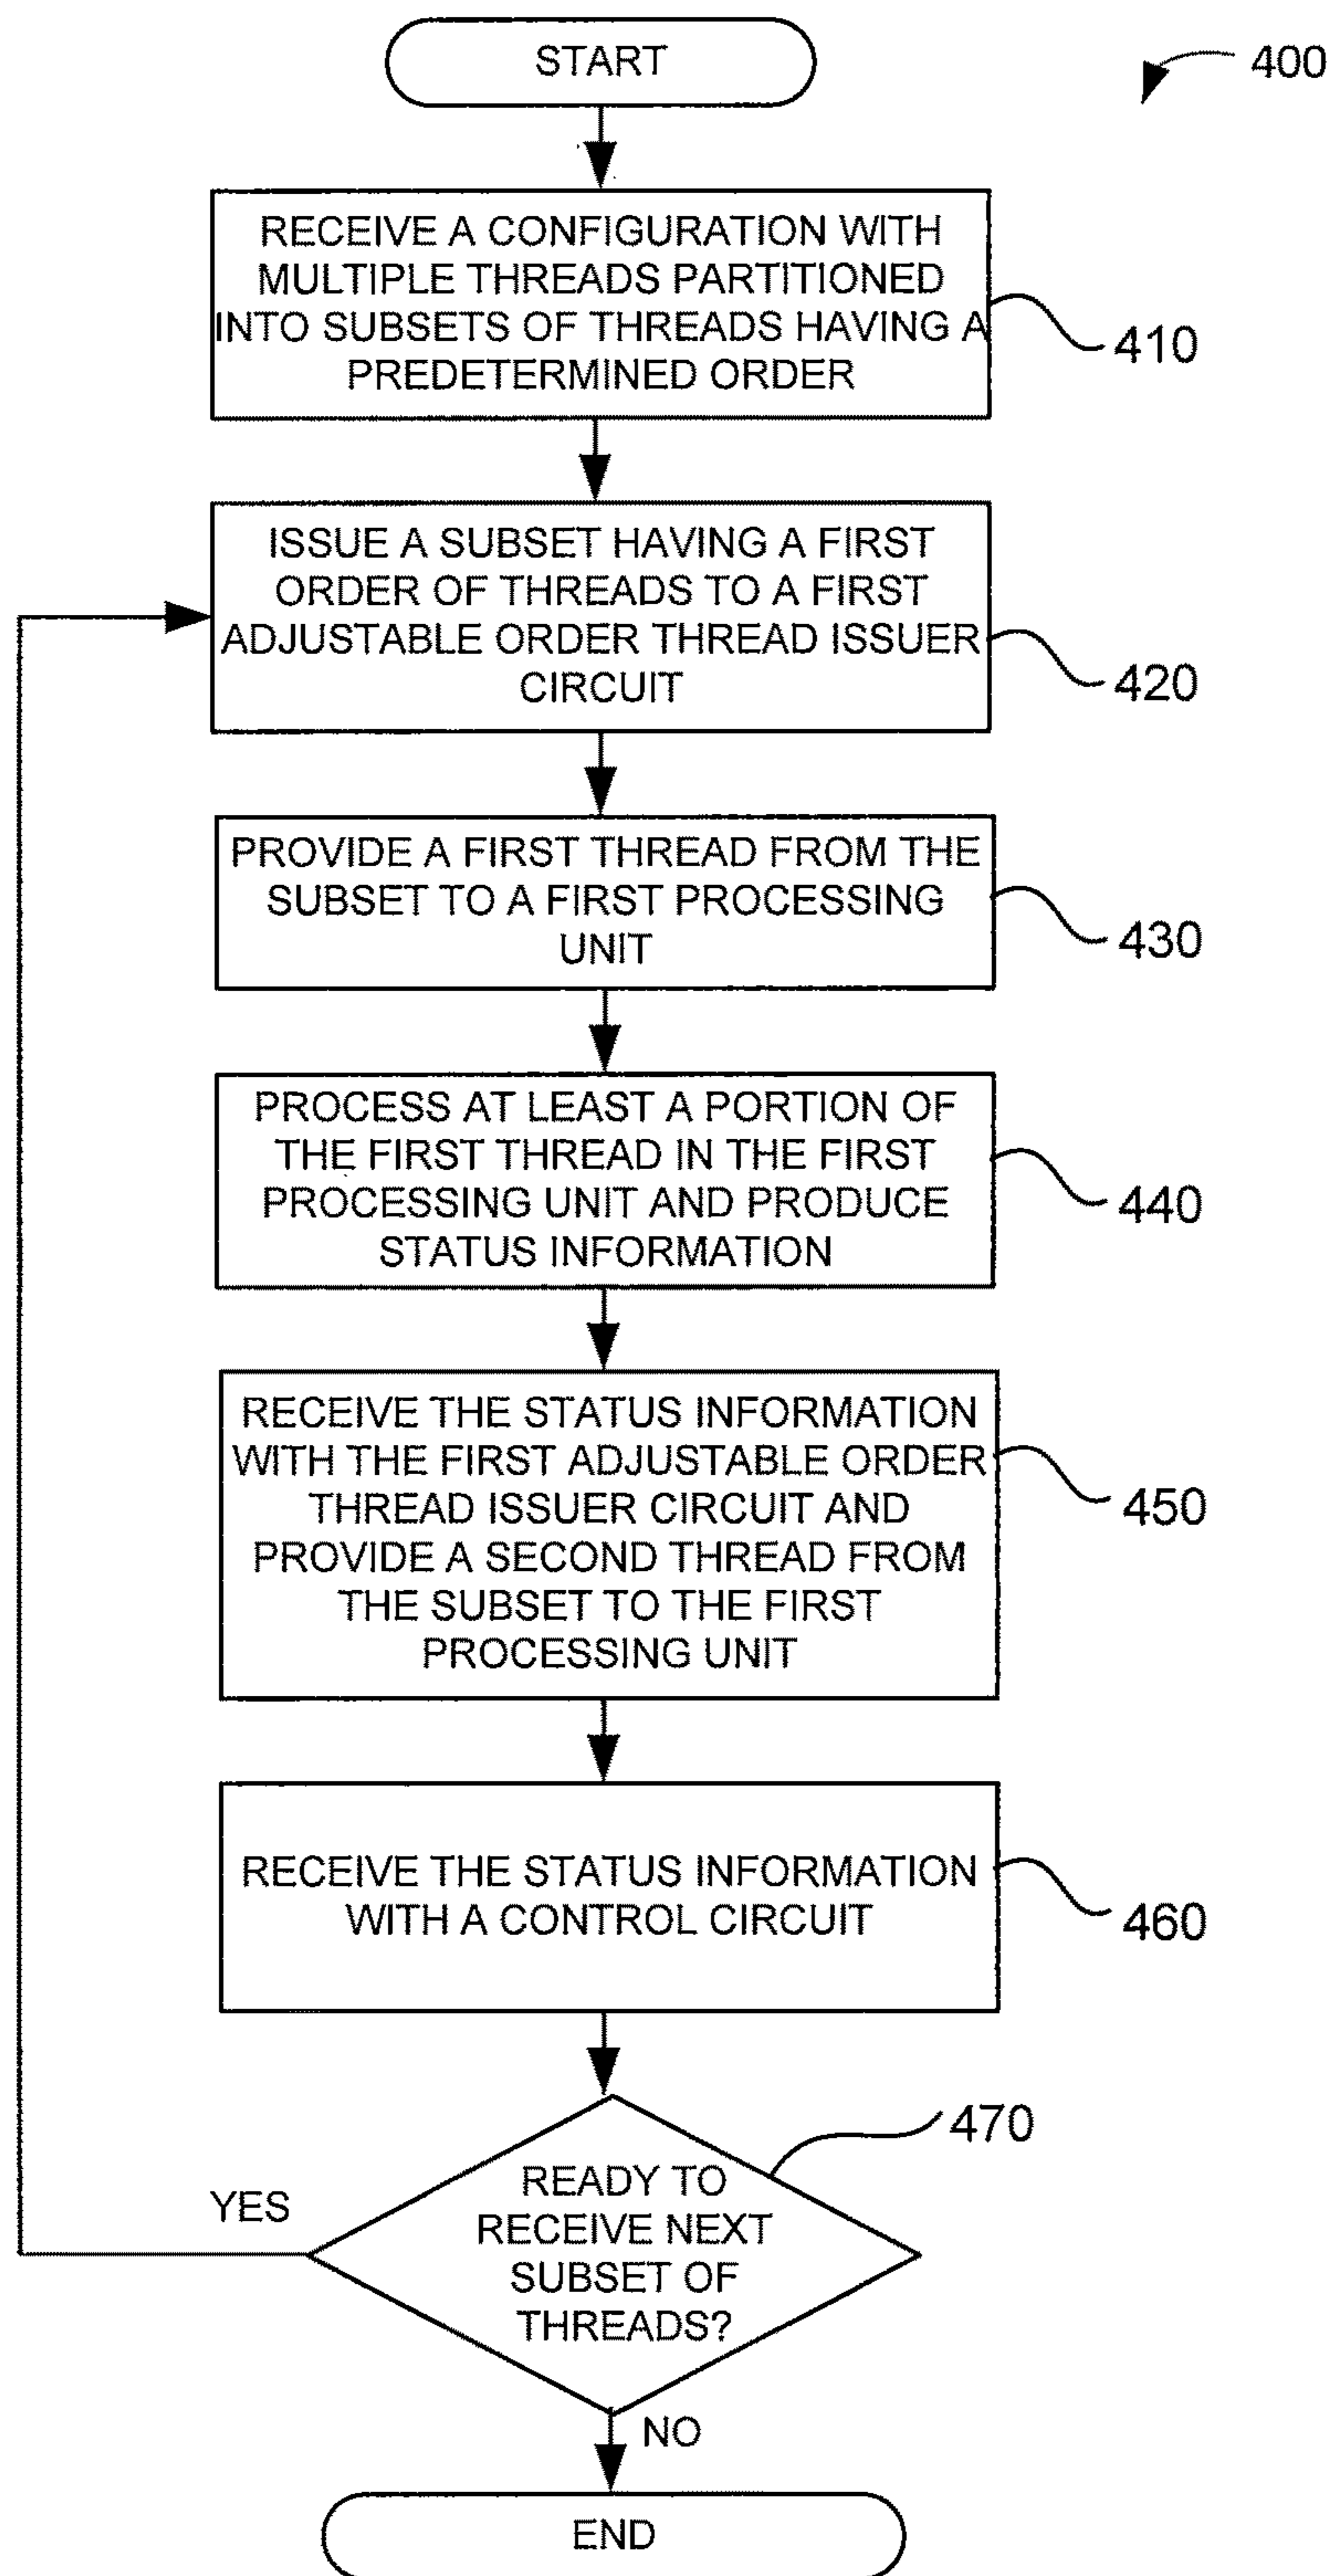 START
400
RECEIVE A CONFIGURATION WITH
MULTIPLE THREADS PARTITIONED
INTO SUBSETS OF THREADS HAVING A
PREDETERMINED ORDER
410
ISSUE A SUBSET HAVING A FIRST
ORDER OF THREADS TO A FIRST
ADJUSTABLE ORDER THREAD ISSUER
CIRCUIT
420
PROVIDE A FIRST THREAD FROM THE
SUBSET TO A FIRST PROCESSING
UNIT
430
PROCESS AT LEAST A PORTION OF
THE FIRST THREAD IN THE FIRST
PROCESSING UNIT AND PRODUCE
STATUS INFORMATION
440
RECEIVE THE STATUS INFORMATION
WITH THE FIRST ADJUSTABLE ORDER
THREAD ISSUER CIRCUIT AND
PROVIDE A SECOND THREAD FROM
THE SUBSET TO THE FIRST
PROCESSING UNIT
450
RECEIVE THE STATUS INFORMATION
WITH A CONTROL CIRCUIT
460
470
YES
READY TO
RECEIVE NEXT
SUBSET OF
THREADS?
NO
END